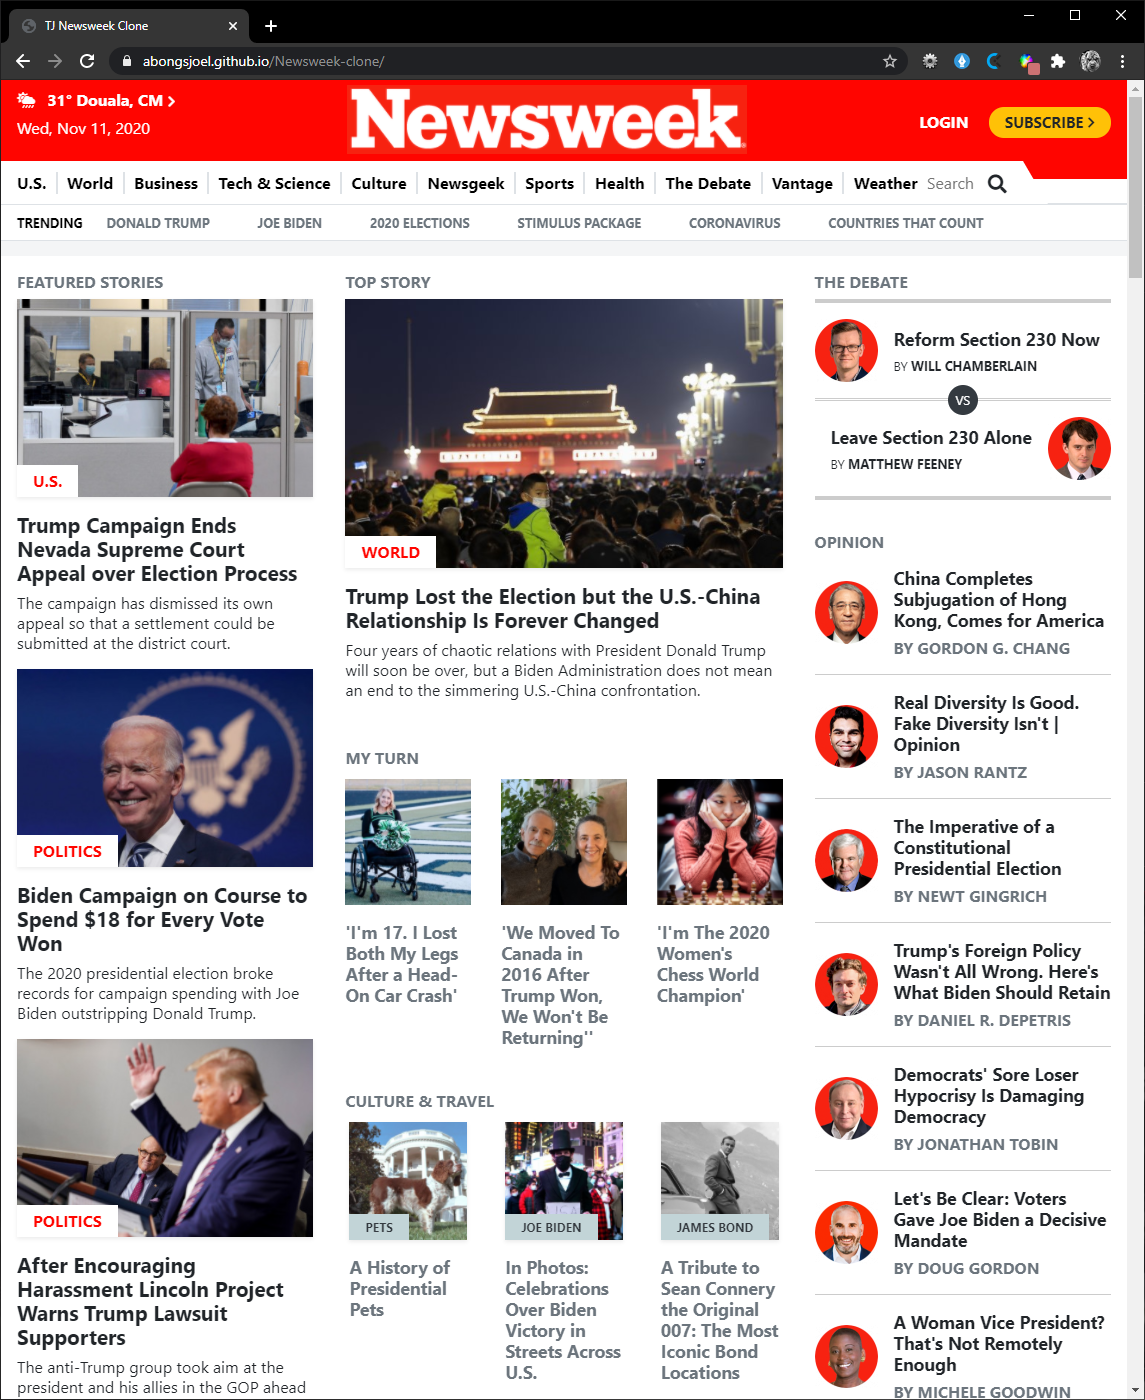 TJ Newsweek Clone
abongsjoel.github.io/Newsweek-clone/
31° Douala, CM
Wed, Nov 11, 2020
Newsweek
LOGIN
SUBSCRIBE
U.S.
World
Business
Tech & Science
Culture
Newsgeek
Sports
Health
The Debate
Vantage
Weather
Search
TRENDING
DONALD TRUMP
JOE BIDEN
2020 ELECTIONS
STIMULUS PACKAGE
CORONAVIRUS
COUNTRIES THAT COUNT
FEATURED STORIES
U.S.
Trump Campaign Ends
Nevada Supreme Court
Appeal over Election Process
The campaign has dismissed its own
appeal so that a settlement could be
submitted at the district court.
POLITICS
Biden Campaign on Course to
Spend $18 for Every Vote
Won
The 2020 presidential election broke
records for campaign spending with Joe
Biden outstripping Donald Trump.
POLITICS
After Encouraging
Harassment Lincoln Project
Warns Trump Lawsuit
Supporters
The anti-Trump group took aim at the
president and his allies in the GOP ahead
TOP STORY
WORLD
Trump Lost the Election but the U.S.-China
Relationship Is Forever Changed
Four years of chaotic relations with President Donald Trump
will soon be over, but a Biden Administration does not mean
an end to the simmering U.S.-China confrontation.
MY TURN
'I'm 17. I Lost
Both My Legs
After a Head-
On Car Crash'
'We Moved To
Canada in
2016 After
Trump Won,
We Won't Be
Returning''
'I'm The 2020
Women's
Chess World
Champion'
CULTURE & TRAVEL
PETS
A History of
Presidential
Pets
JOE BIDEN
In Photos:
Celebrations
Over Biden
Victory in
Streets Across
U.S.
JAMES BOND
A Tribute to
Sean Connery
the Original
007: The Most
Iconic Bond
Locations
THE DEBATE
Reform Section 230 Now
BY WILL CHAMBERLAIN
VS
Leave Section 230 Alone
BY MATTHEW FEENEY
OPINION
China Completes
Subjugation of Hong
Kong, Comes for America
BY GORDON G. CHANG
Real Diversity Is Good.
Fake Diversity Isn't |
Opinion
BY JASON RANTZ
The Imperative of a
Constitutional
Presidential Election
BY NEWT GINGRICH
Trump's Foreign Policy
Wasn't All Wrong. Here's
What Biden Should Retain
BY DANIEL R. DEPETRIS
Democrats' Sore Loser
Hypocrisy Is Damaging
Democracy
BY JONATHAN TOBIN
Let's Be Clear: Voters
Gave Joe Biden a Decisive
Mandate
BY DOUG GORDON
A Woman Vice President?
That's Not Remotely
Enough
BY MICHELE GOODWIN